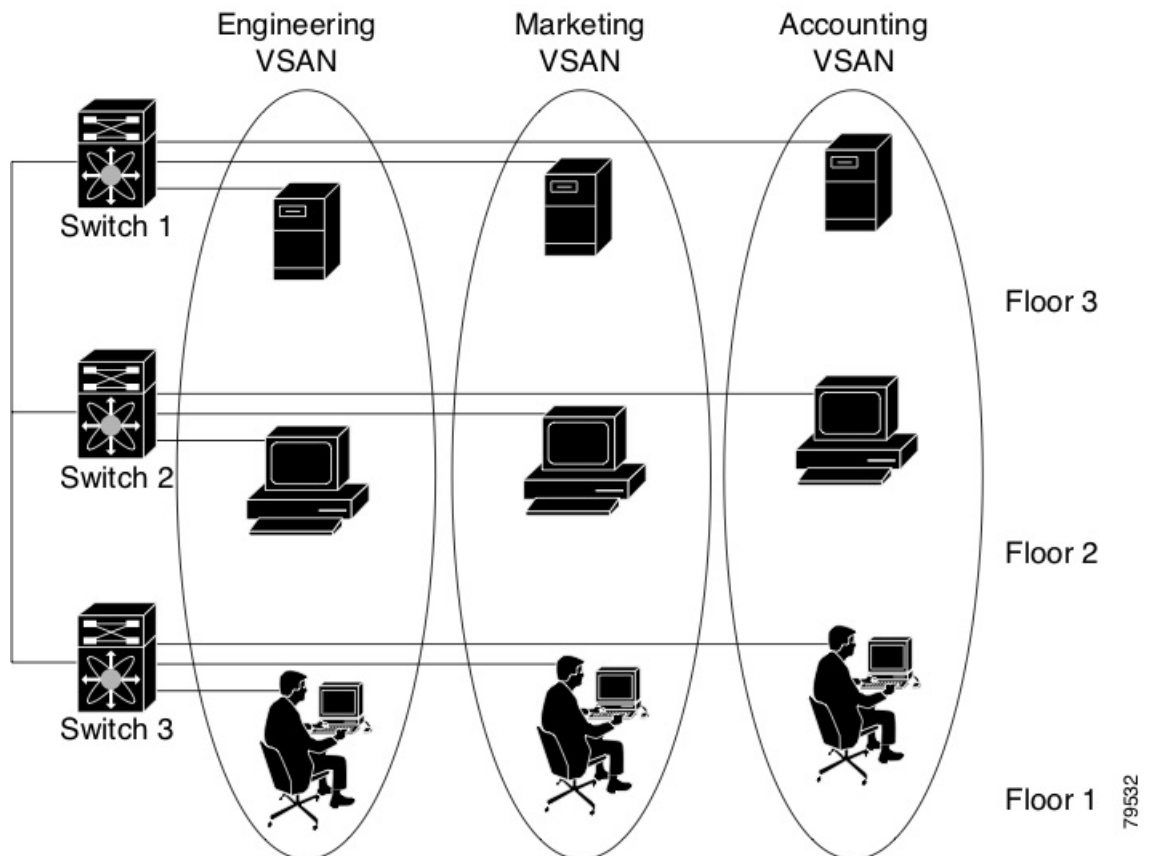 Engineering
VSAN
Marketing
VSAN
Accounting
VSAN
Switch 1
Floor 3
Switch 2
Floor 2
Switch 3
Floor 1
79532